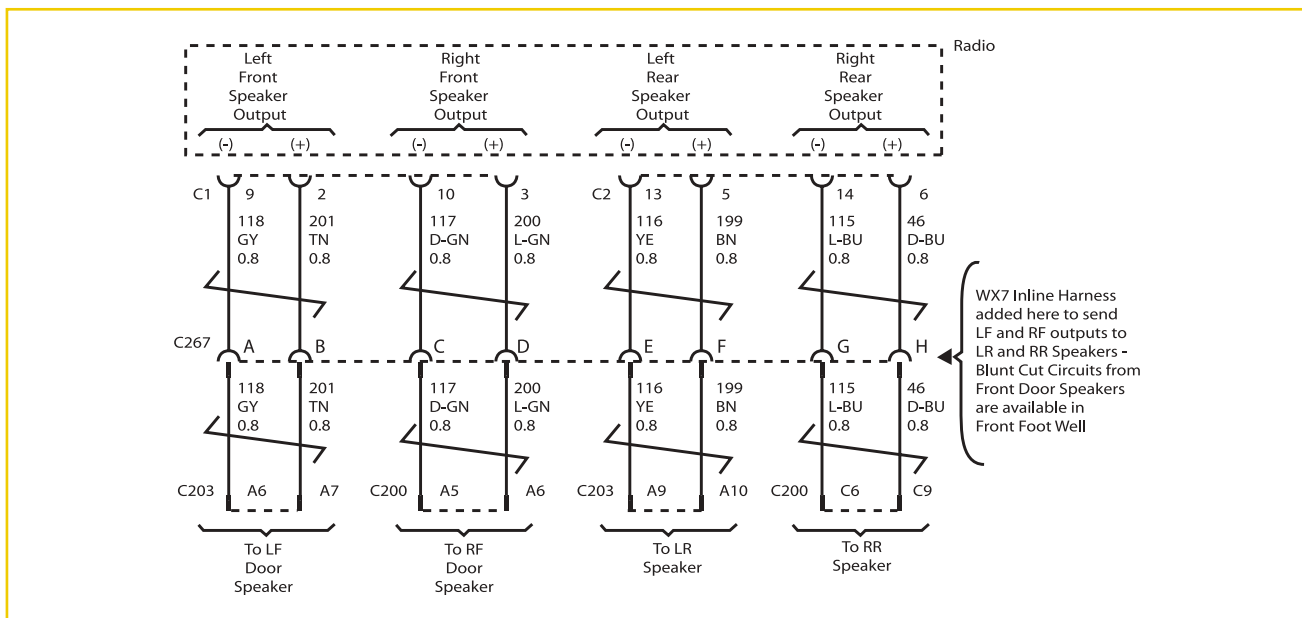 Radio
Left
Front
Speaker
Output
Right
Front
Speaker
Output
Left
Rear
Speaker
Output
Right
Rear
Speaker
Output
(-) (+) (-) (+) (-) (+) (-) (+)
C1 9 2 10 3 C2 13 5 14 6
118
GY
0.8
201
TN
0.8
117
D-GN
0.8
200
L-GN
0.8
116
YE
0.8
199
BN
0.8
115
L-BU
0.8
46
D-BU
0.8
WX7 Inline Harness
added here to send
LF and RF outputs to
LR and RR Speakers -
Blunt Cut Circuits from
Front Door Speakers
are available in
Front Foot Well
C267 A B C D E F G H
118
GY
0.8
201
TN
0.8
117
D-GN
0.8
200
L-GN
0.8
116
YE
0.8
199
BN
0.8
115
L-BU
0.8
46
D-BU
0.8
C203 A6 A7 C200 A5 A6 C203 A9 A10 C200 C6 C9
To LF
Door
Speaker
To RF
Door
Speaker
To LR
Speaker
To RR
Speaker